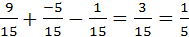 9/15 + -5/15 − 1/15 = 3/15 = 1/5